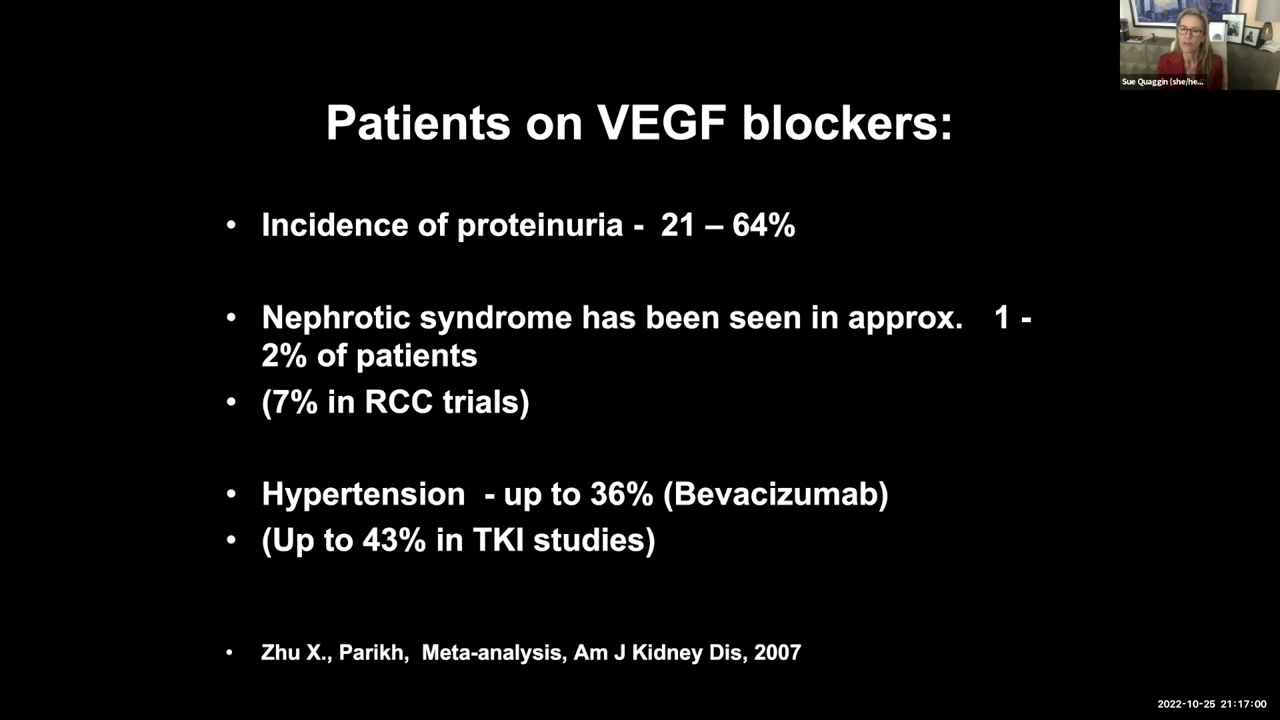 Sue Quaggin (she/he...
Patients on VEGF blockers:
• Incidence of proteinuria - 21 – 64%
• Nephrotic syndrome has been seen in approx. 1 -
2% of patients
• (7% in RCC trials)
• Hypertension - up to 36% (Bevacizumab)
• (Up to 43% in TKI studies)
• Zhu X., Parikh, Meta-analysis, Am J Kidney Dis, 2007
2022-10-25 21:17:00